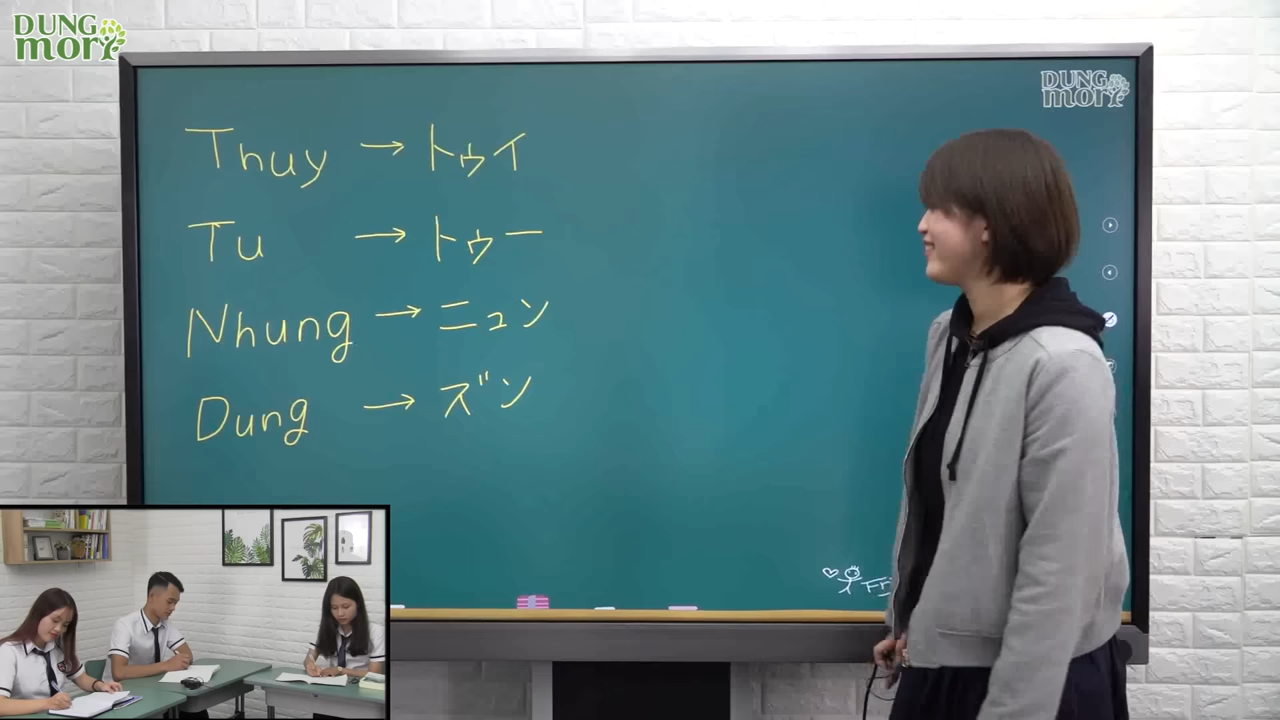 DUNG
mori
DUNG
mori
Thuy → トゥイ
Tu → トゥー
Nhung → ニュン
Dung → ズン